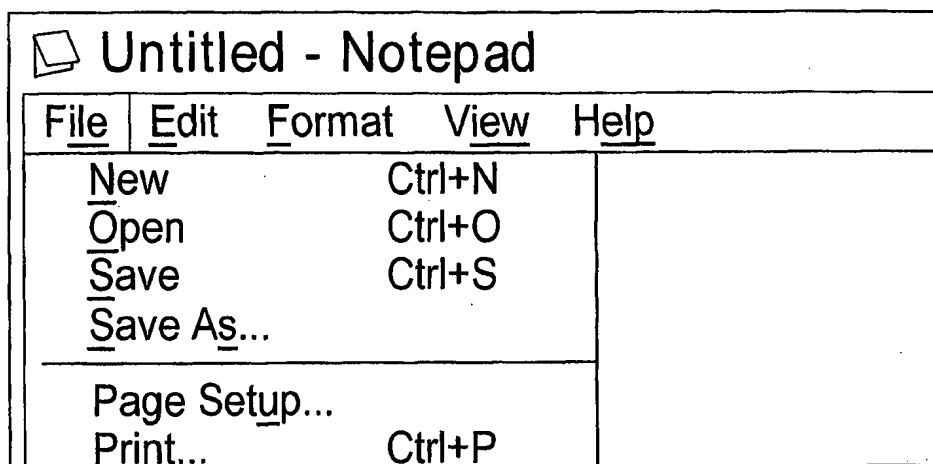 Untitled - Notepad
File Edit Format View Help
New Ctrl+N
Open Ctrl+O
Save Ctrl+S
Save As...
Page Setup...
Print... Ctrl+P